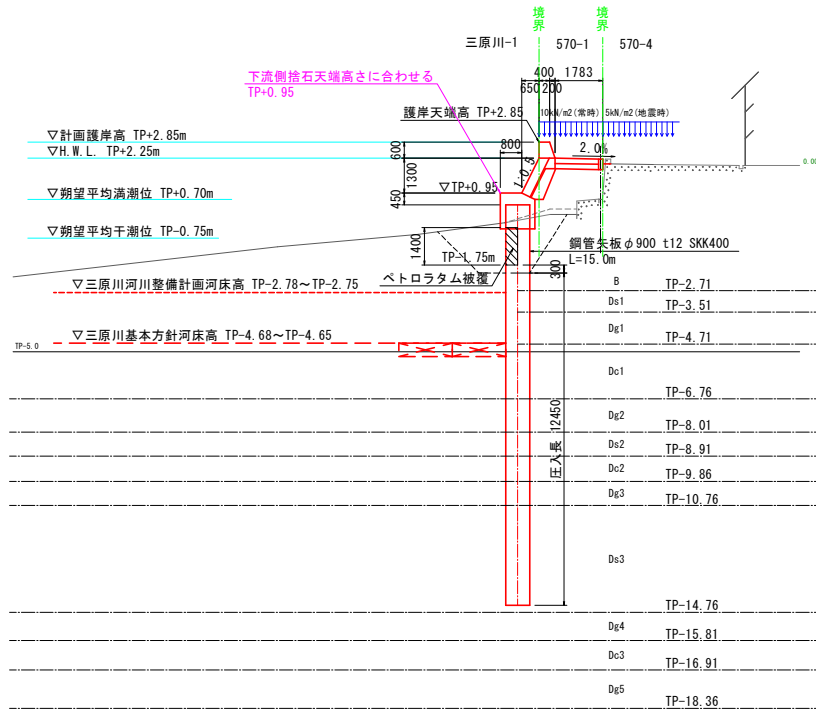 境界
境界
三原川-1
570-1
570-4
400
1783
下流側捨石天端高さに合わせる
TP+0.95
650
200
護岸天端高 TP+2.85
10kN/m2(常時)
5kN/m2(地震時)
▽計画護岸高 TP+2.85m
▽H.W.L. TP+2.25m
600
800
2.0%
1:0.5
1300
▽TP+0.95
▽朔望平均満潮位 TP+0.70m
450
▽朔望平均干潮位 TP-0.75m
1400
TP-1.75m
鋼管矢板φ900 t12 SKK400
L=15.0m
300
ペトロラタム被覆
▽三原川河川整備計画河床高 TP-2.78～TP-2.75
B
TP-2.71
Ds1
TP-3.51
▽三原川基本方針河床高 TP-4.68～TP-4.65
Dg1
TP-4.71
TP-5.0
Dc1
TP-6.76
Dg2
TP-8.01
圧入長 12450
Ds2
TP-8.91
Dc2
TP-9.86
Dg3
TP-10.76
Ds3
TP-14.76
Dg4
TP-15.81
Dc3
TP-16.91
Dg5
TP-18.36